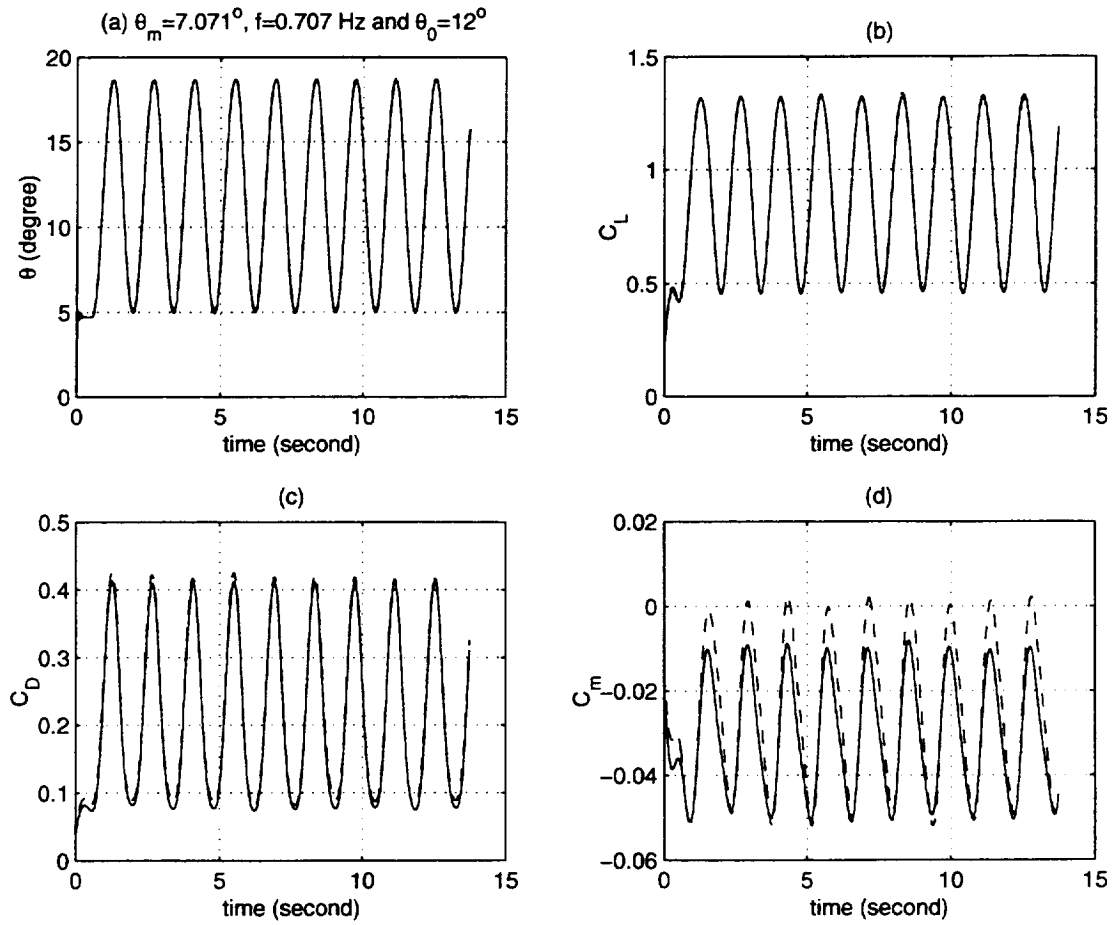 (a) θm=7.071o, f=0.707 Hz and θ0=12o
20
15
10
5
0
θ (degree)
0 5 10 15
time (second)
(b)
1.5
1
0.5
0
CL
0 5 10 15
time (second)
(c)
0.5
0.4
0.3
0.2
0.1
0
CD
0 5 10 15
time (second)
(d)
0.02
0
−0.02
−0.04
−0.06
Cm
0 5 10 15
time (second)